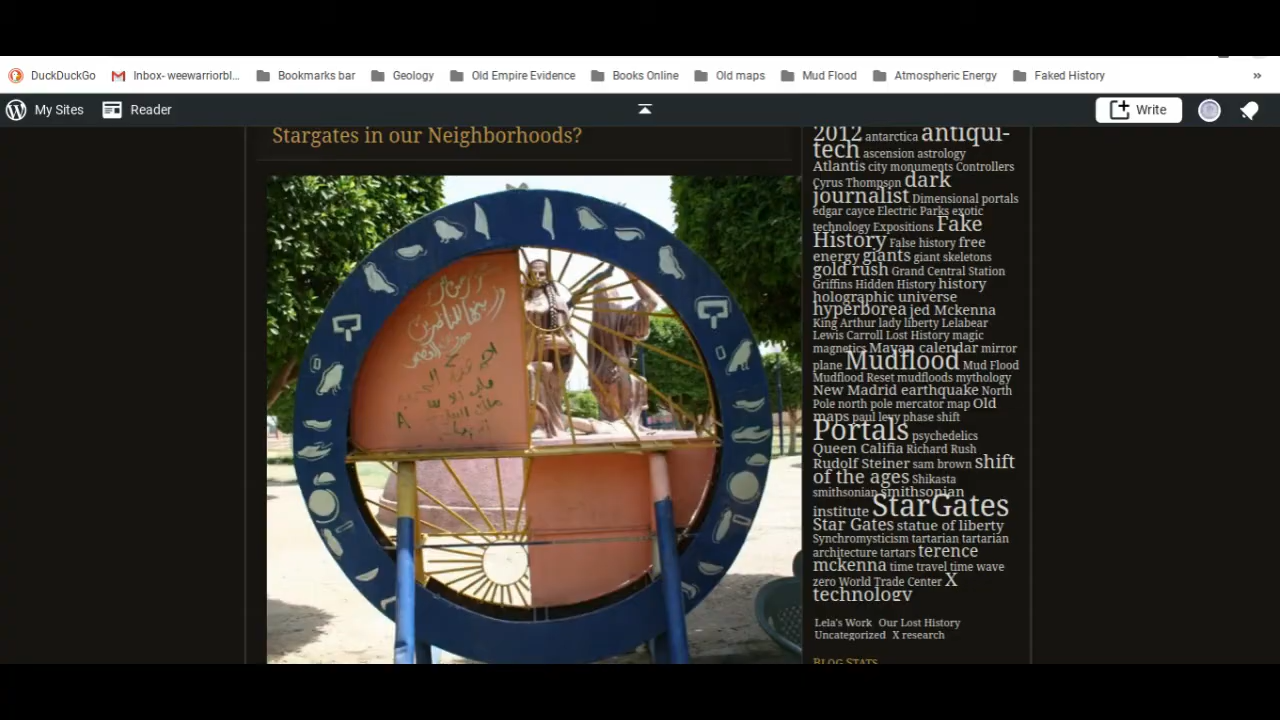 DuckDuckGo Inbox- weewarriorbl... Bookmarks bar Geology Old Empire Evidence Books Online Old maps Mud Flood Atmospheric Energy Faked History »
My Sites Reader Write
Stargates in our Neighborhoods?
2012 antarctica antiqui-
tech ascension astrology
Atlantis city monuments Controllers
Cyrus Thompson dark
journalist Dimensional portals
edgar cayce Electric Parks exotic
technology Expositions Fake
History False history free
energy giants giant skeletons
gold rush Grand Central Station
Griffins Hidden History history
holographic universe
hyperborea jed Mckenna
King Arthur lady liberty Lelabear
Lewis Carroll Lost History magic
magnetics Mayan calendar mirror
plane Mudflood Mud Flood
Mudflood Reset mudfloods mythology
New Madrid earthquake North
Pole north pole mercator map Old
maps paul levy phase shift
Portals psychedelics
Queen Califia Richard Rush
Rudolf Steiner sam brown shift
of the ages Shikasta
smithsonian smithsonian
institute StarGates
Star Gates statue of liberty
Synchromysticism tartarian tartarian
architecture tartars terence
mckenna time travel time wave
zero World Trade Center X
technology
Lela's Work Our Lost History
Uncategorized X research
BLOG STATS